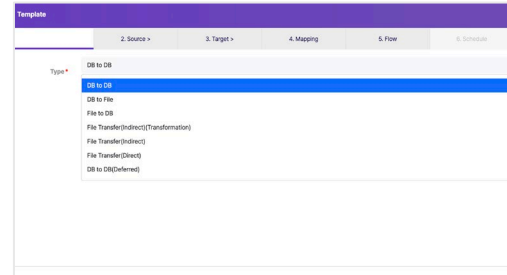 Template
2. Source > 3. Target > 4. Mapping 5. Flow 6. Schedule
Type * DB to DB
DB to DB
DB to File
File to DB
File Transfer(Indirect)(Transformation)
File Transfer(Indirect)
File Transfer(Direct)
DB to DB(Deferred)